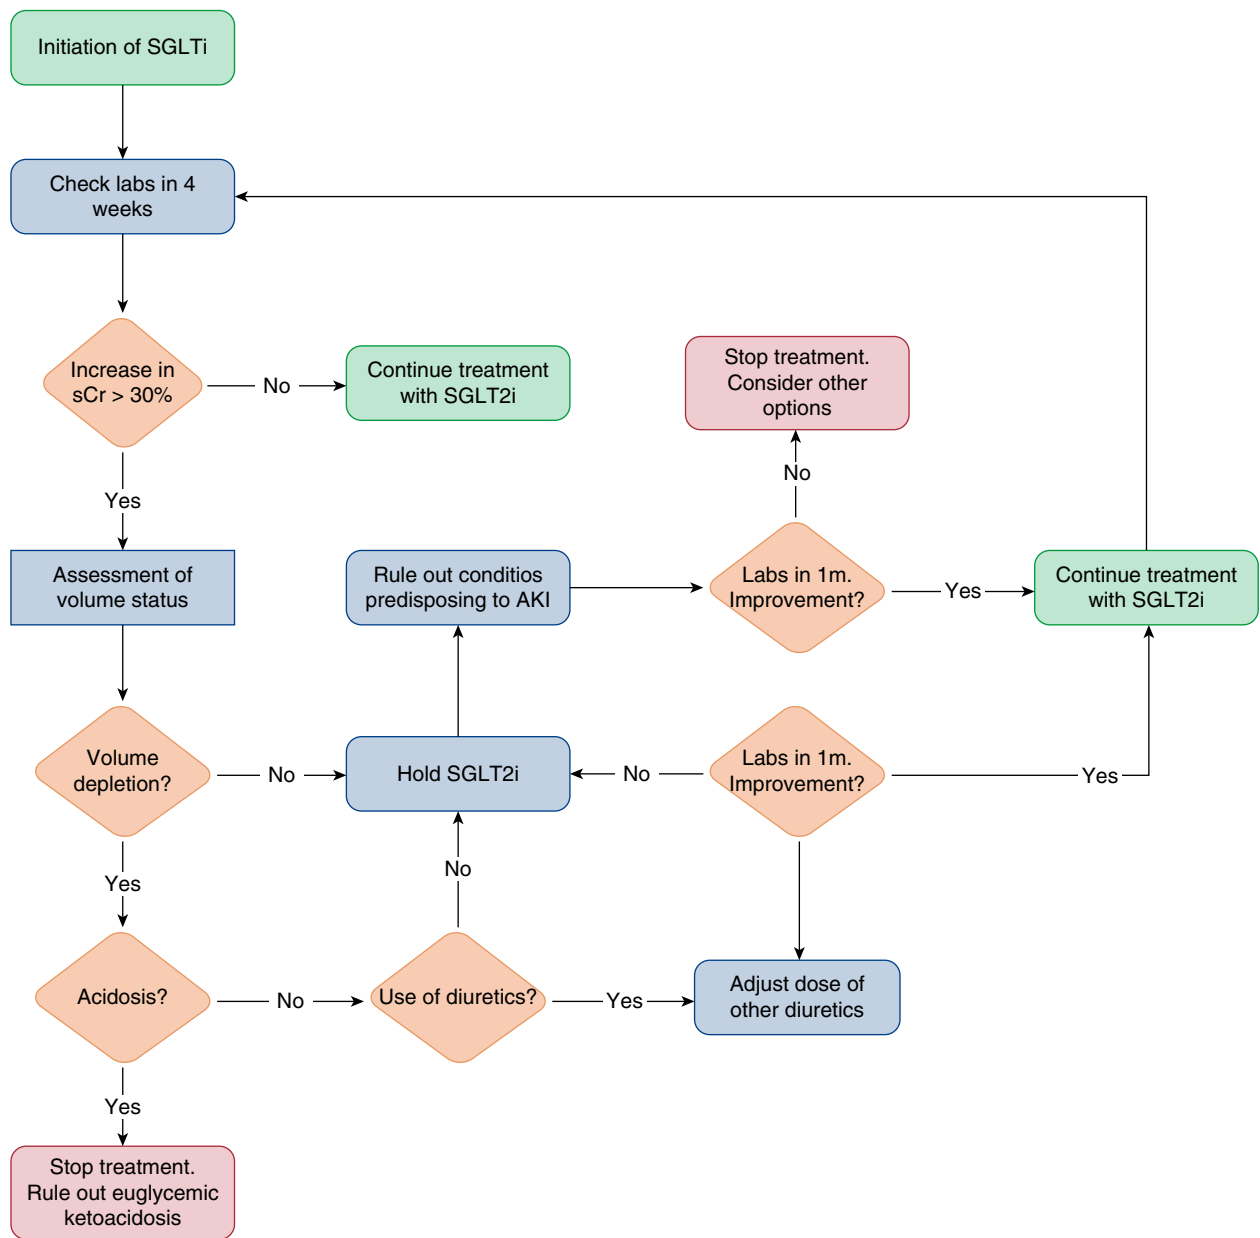 Initiation of SGLTi
Check labs in 4
weeks
Increase in
sCr > 30%
No
Continue treatment
with SGLT2i
Stop treatment.
Consider other
options
No
Yes
Assessment of
volume status
Rule out conditios
predisposing to AKI
Labs in 1m.
Improvement?
Yes
Continue treatment
with SGLT2i
Volume
depletion?
No
Hold SGLT2i
No
Labs in 1m.
Improvement?
Yes
Yes
No
Acidosis?
No
Use of diuretics?
Yes
Adjust dose of
other diuretics
Yes
Stop treatment.
Rule out euglycemic
ketoacidosis